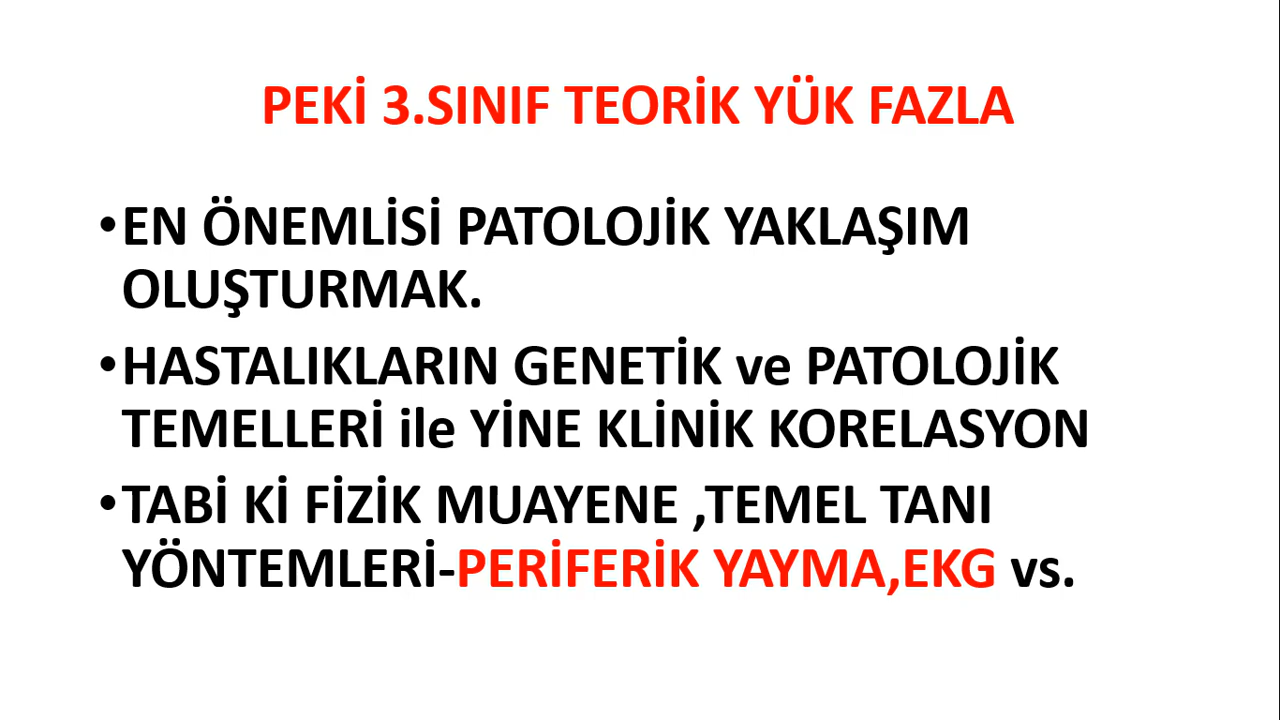 PEKİ 3.SINIF TEORİK YÜK FAZLA
•EN ÖNEMLİSİ PATOLOJİK YAKLAŞIM
OLUŞTURMAK.
•HASTALIKLARIN GENETİK ve PATOLOJİK
TEMELLERİ ile YİNE KLİNİK KORELASYON
•TABİ Kİ FİZİK MUAYENE ,TEMEL TANI
YÖNTEMLERİ-PERİFERİK YAYMA,EKG vs.